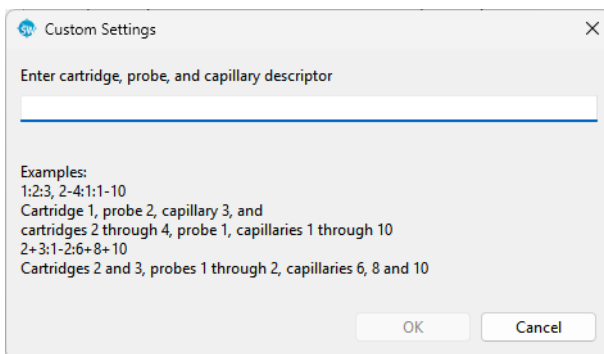 SW Custom Settings
Enter cartridge, probe, and capillary descriptor
Examples:
1:2:3, 2-4:1:1-10
Cartridge 1, probe 2, capillary 3, and
cartridges 2 through 4, probe 1, capillaries 1 through 10
2+3:1-2:6+8+10
Cartridges 2 and 3, probes 1 through 2, capillaries 6, 8 and 10
OK Cancel